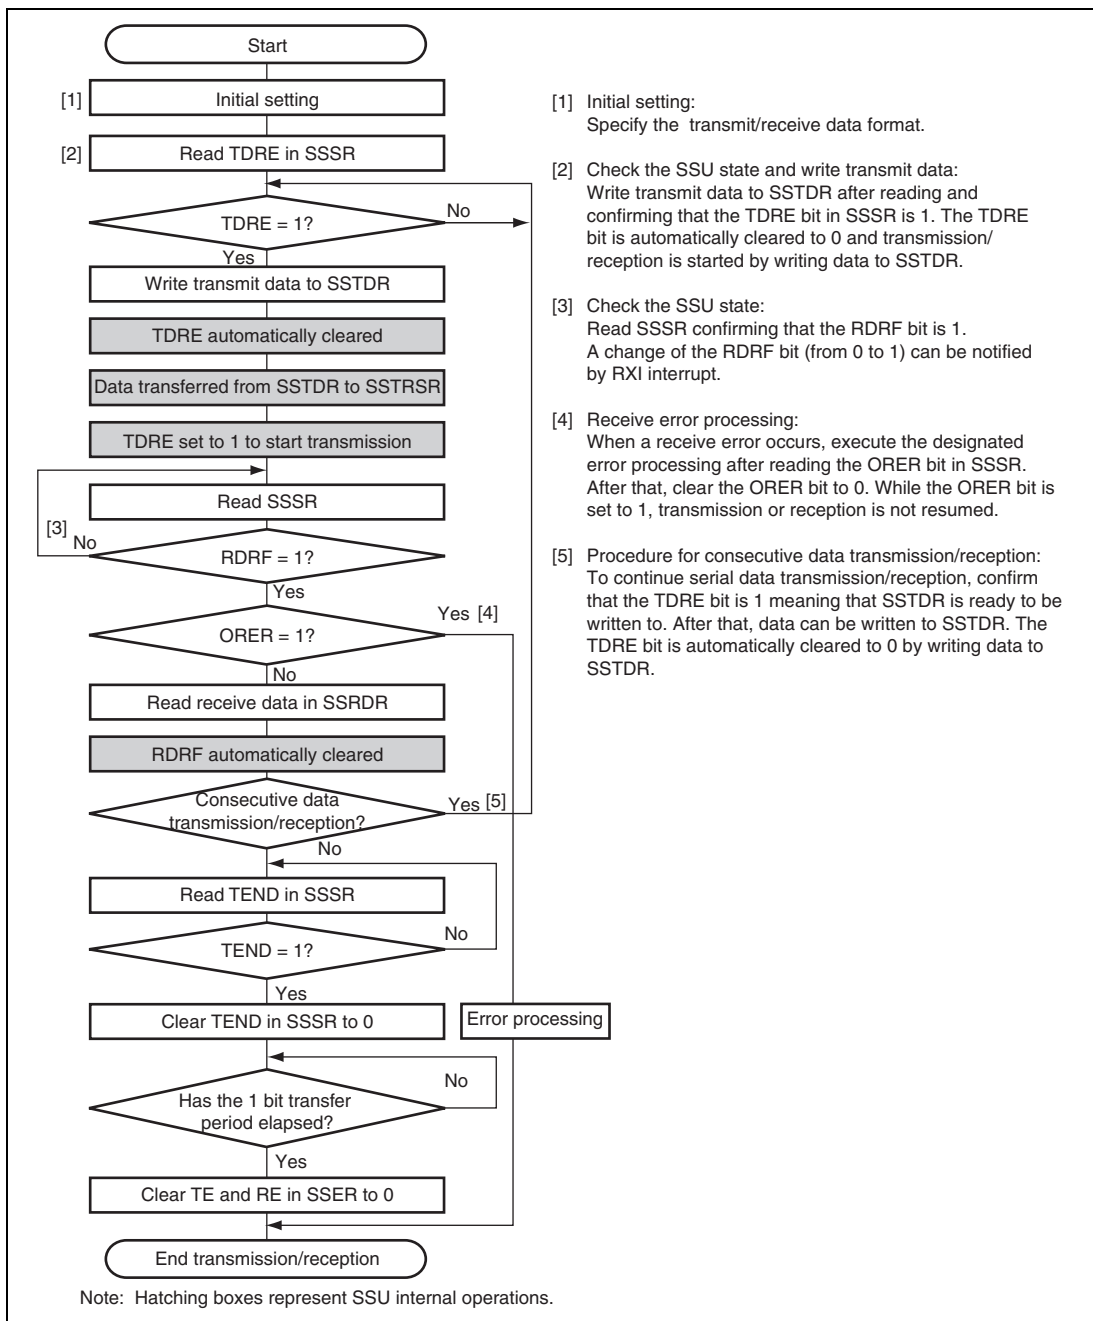 Start
[1] Initial setting
[2] Read TDRE in SSSR
TDRE = 1?
No
Yes
Write transmit data to SSTDR
TDRE automatically cleared
Data transferred from SSTDR to SSTRSR
TDRE set to 1 to start transmission
Read SSSR
[3]
No
RDRF = 1?
Yes
Yes [4]
ORER = 1?
No
Read receive data in SSRDR
RDRF automatically cleared
Consecutive data
transmission/reception?
Yes [5]
No
Read TEND in SSSR
TEND = 1?
No
Yes
Clear TEND in SSSR to 0
Error processing
No
Has the 1 bit transfer
period elapsed?
Yes
Clear TE and RE in SSER to 0
End transmission/reception
[1] Initial setting:
Specify the transmit/receive data format.
[2] Check the SSU state and write transmit data:
Write transmit data to SSTDR after reading and
confirming that the TDRE bit in SSSR is 1. The TDRE
bit is automatically cleared to 0 and transmission/
reception is started by writing data to SSTDR.
[3] Check the SSU state:
Read SSSR confirming that the RDRF bit is 1.
A change of the RDRF bit (from 0 to 1) can be notified
by RXI interrupt.
[4] Receive error processing:
When a receive error occurs, execute the designated
error processing after reading the ORER bit in SSSR.
After that, clear the ORER bit to 0. While the ORER bit is
set to 1, transmission or reception is not resumed.
[5] Procedure for consecutive data transmission/reception:
To continue serial data transmission/reception, confirm
that the TDRE bit is 1 meaning that SSTDR is ready to be
written to. After that, data can be written to SSTDR. The
TDRE bit is automatically cleared to 0 by writing data to
SSTDR.
Note: Hatching boxes represent SSU internal operations.